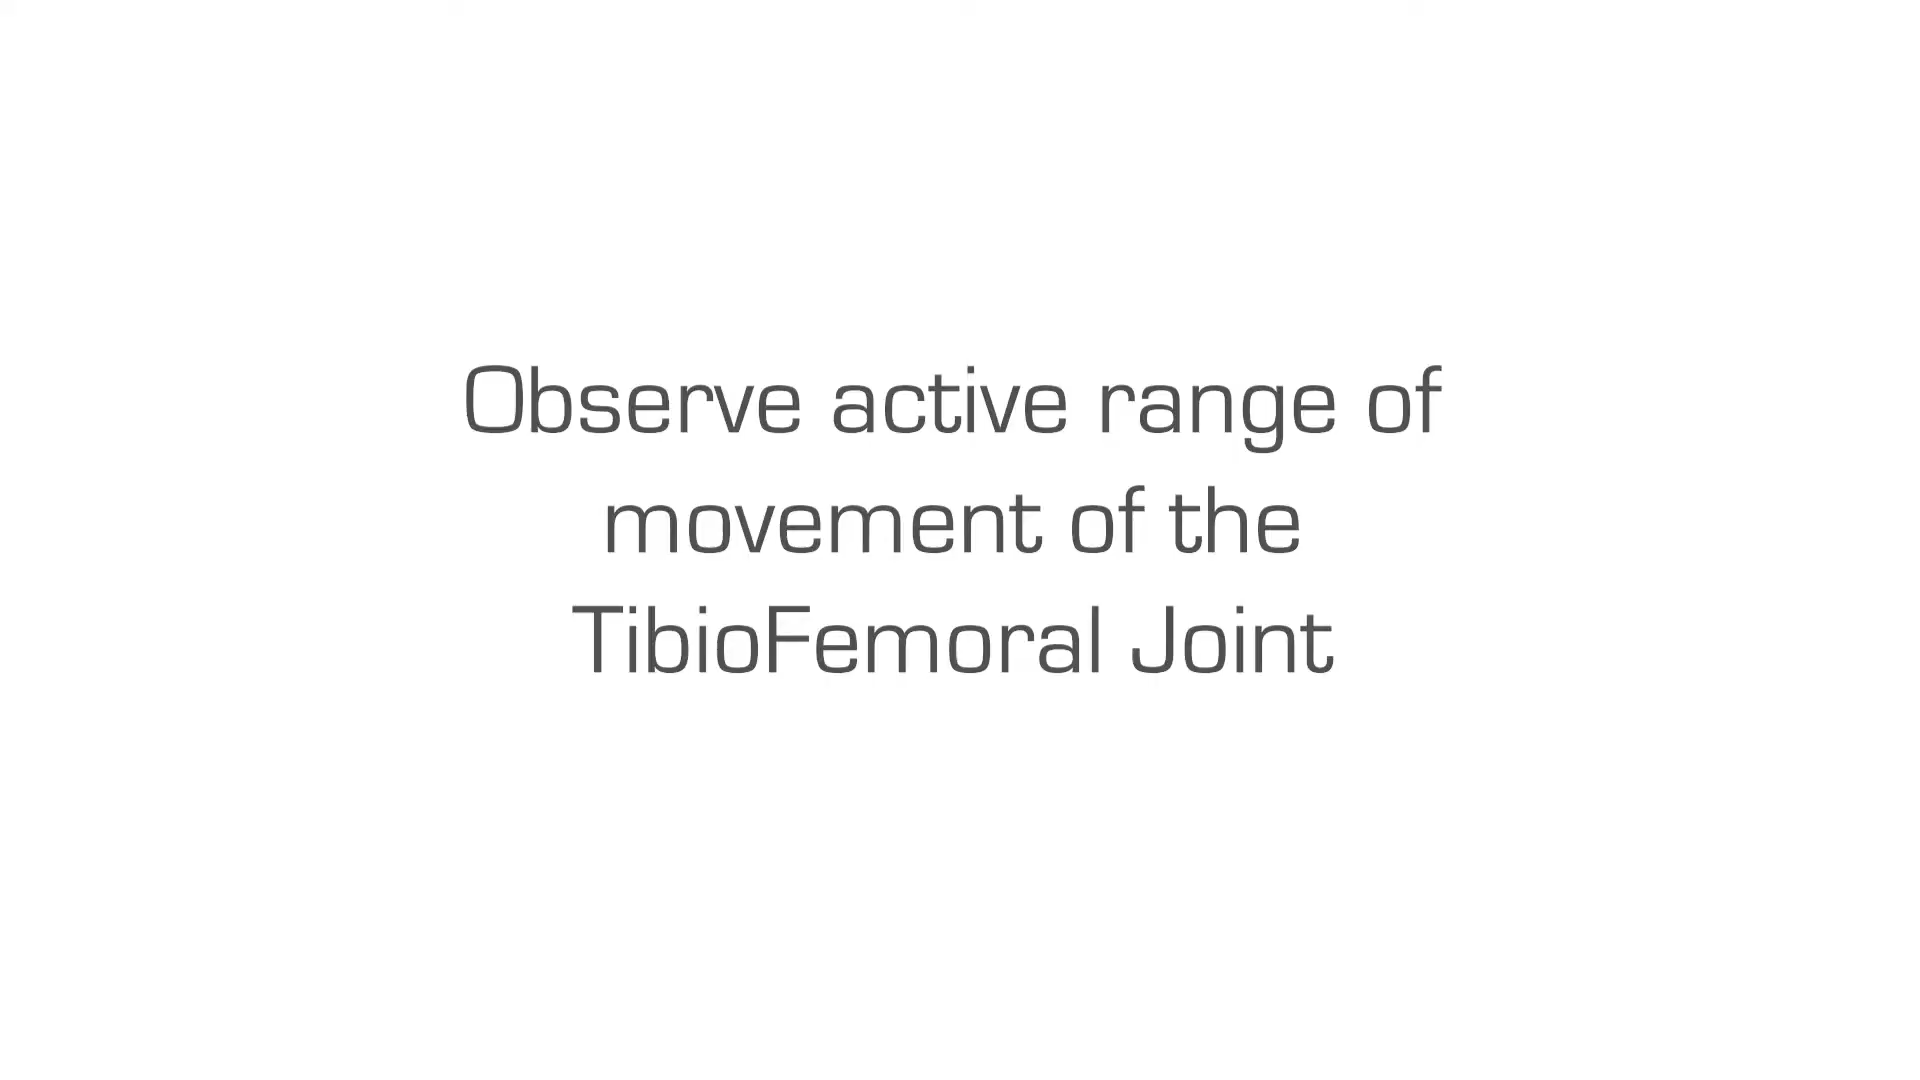 Observe active range of
movement of the
TibioFemoral Joint